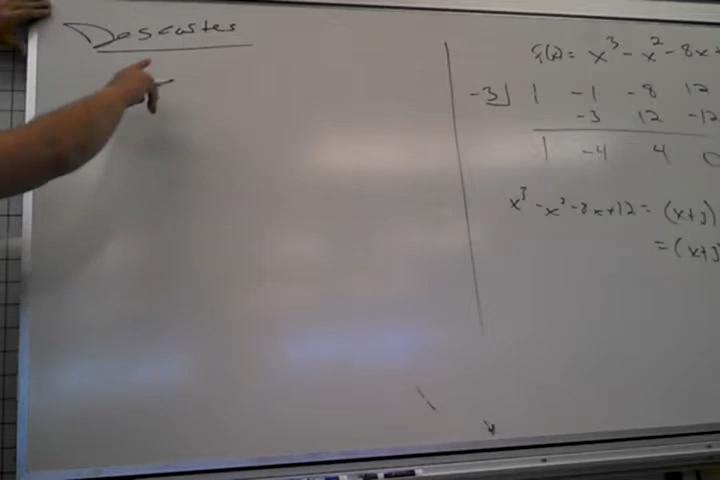 Descartes
f(x) = x³ - x² - 8x +
-3⌋ 1 -1 -8 12
-3 12 -12
1 -4 4 0
x³ - x² - 8x + 12 = (x+3)
= (x+3